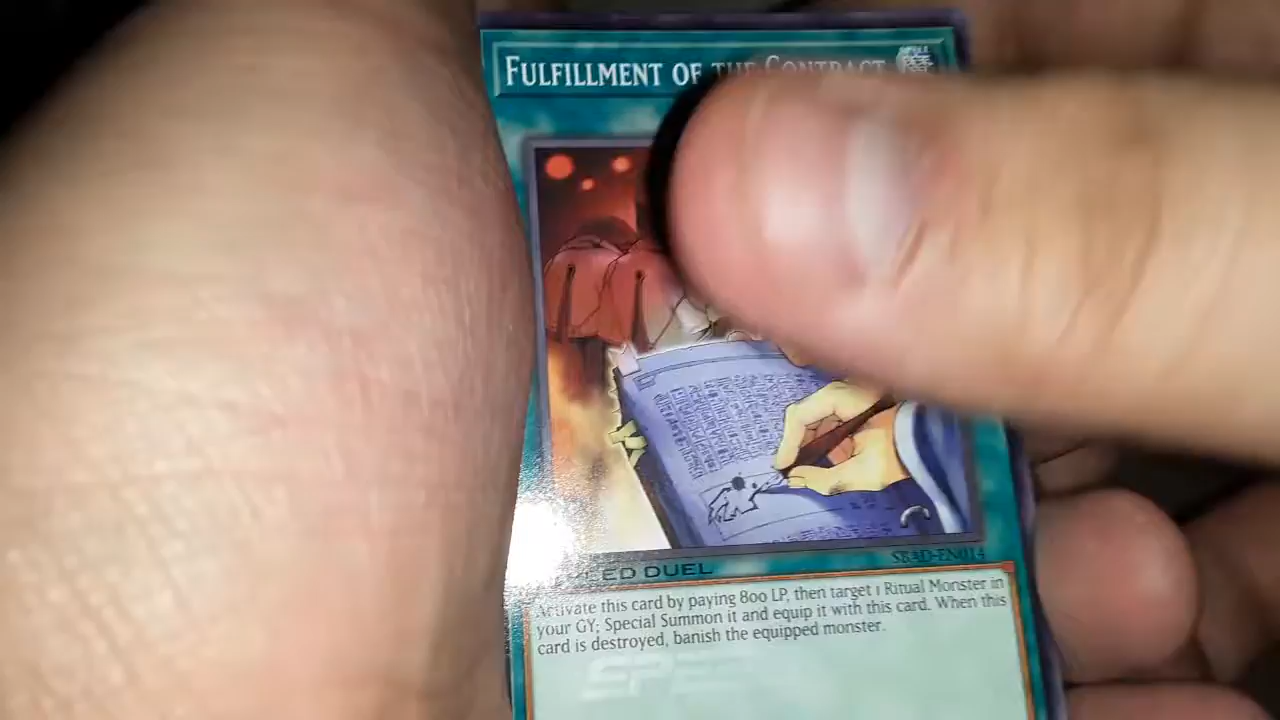 FULFILLMENT OF THE CONTRACT
SBAD-EN014
ED DUEL
Activate this card by paying 800 LP, then target 1 Ritual Monster in
your GY; Special Summon it and equip it with this card. When this
card is destroyed, banish the equipped monster.
SPE